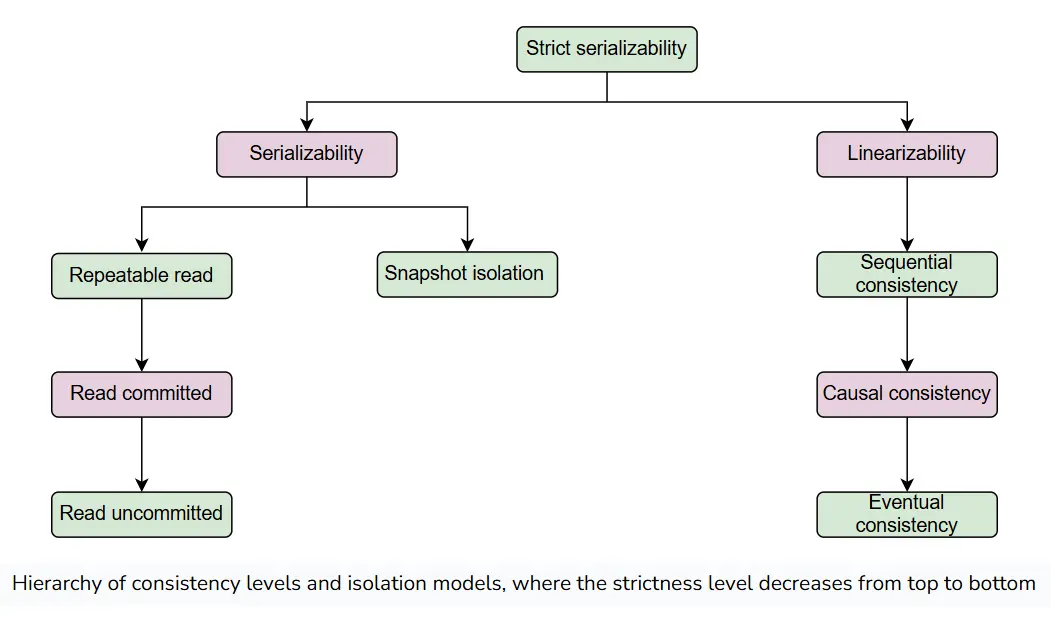 Strict serializability
Serializability
Linearizability
Repeatable read
Snapshot isolation
Sequential
consistency
Read committed
Causal consistency
Read uncommitted
Eventual
consistency
Hierarchy of consistency levels and isolation models, where the strictness level decreases from top to bottom